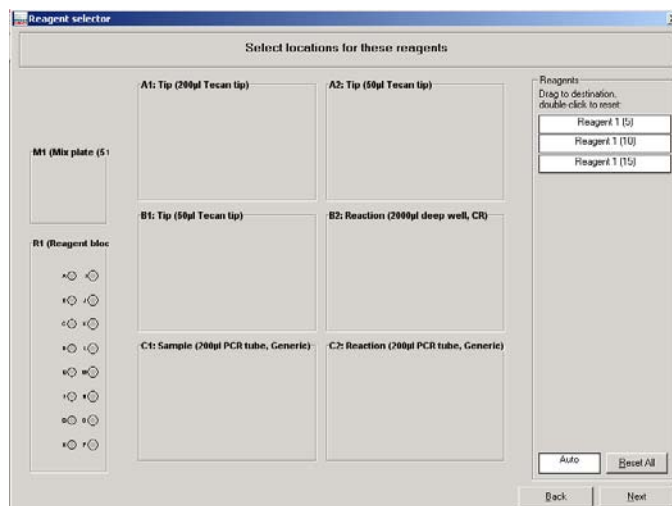 Reagent selector
Select locations for these reagents
A1: Tip (200µl Tecan tip)
A2: Tip (50µl Tecan tip)
Reagents
Drag to destination,
double-click to reset:
Reagent 1 (5)
Reagent 1 (10)
Reagent 1 (15)
M1 (Mix plate (5
B1: Tip (50µl Tecan tip)
B2: Reaction (2000µl deep well, CR)
R1 (Reagent bloc
C1: Sample (200µl PCR tube, Generic)
C2: Reaction (200µl PCR tube, Generic)
Auto
Reset All
Back
Next